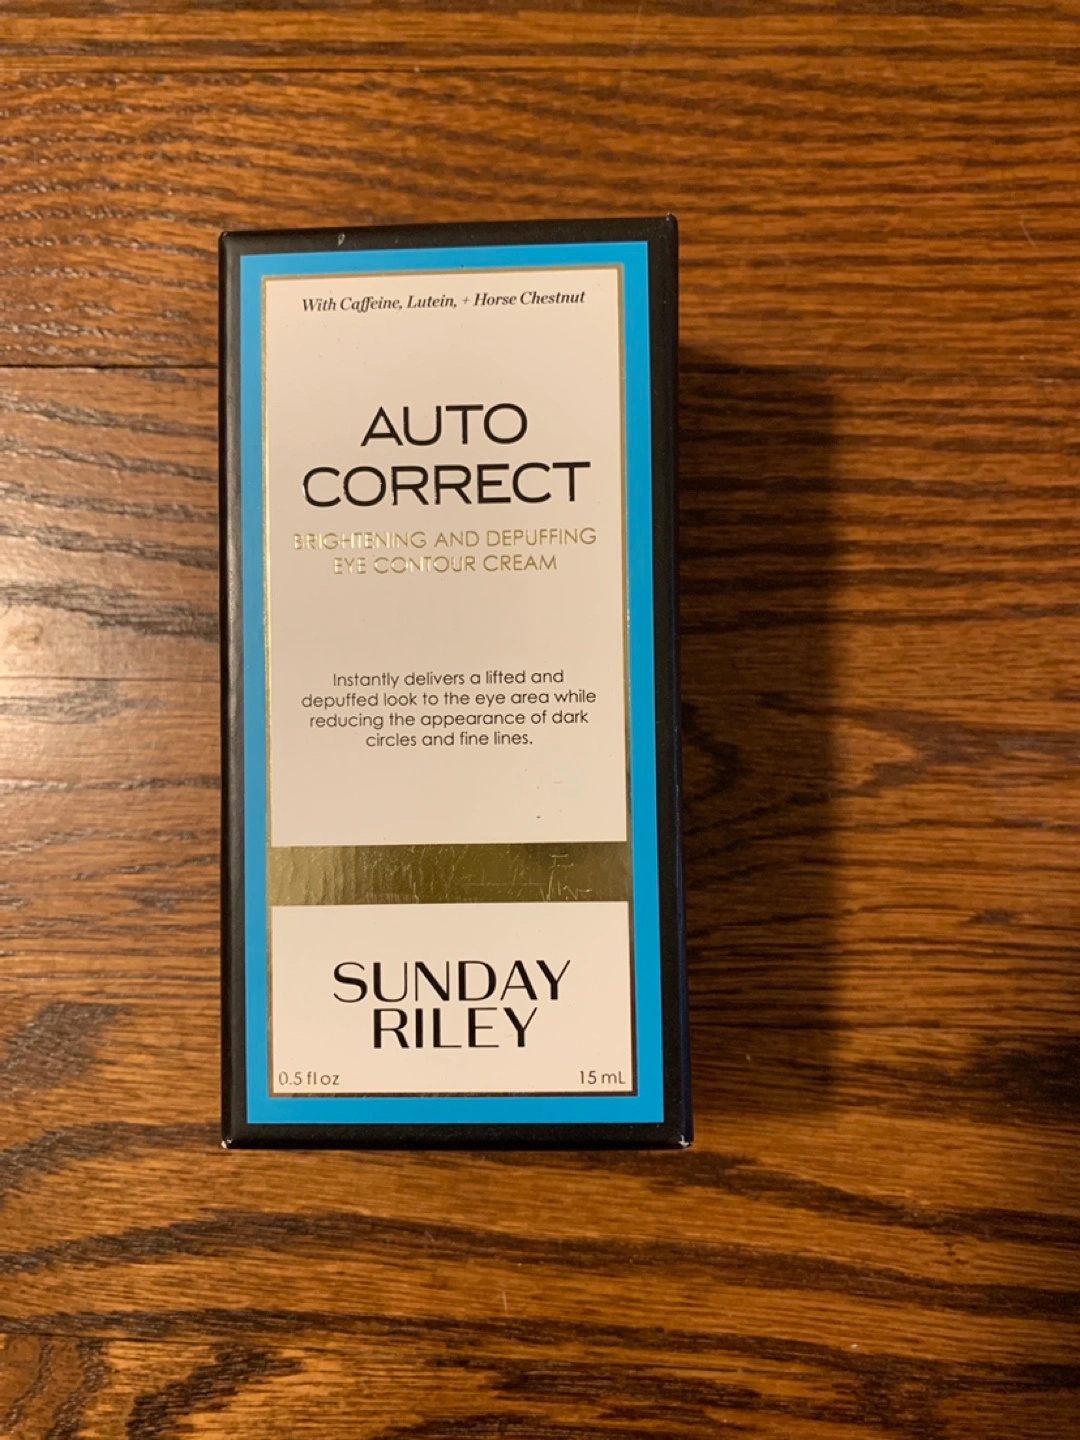 With Caffeine, Lutein, + Horse Chestnut
AUTO
CORRECT
BRIGHTENING AND DEPUFFING
EYE CONTOUR CREAM
Instantly delivers a lifted and
depuffed look to the eye area while
reducing the appearance of dark
circles and fine lines.
SUNDAY
RILEY
0.5 fl oz 15 mL